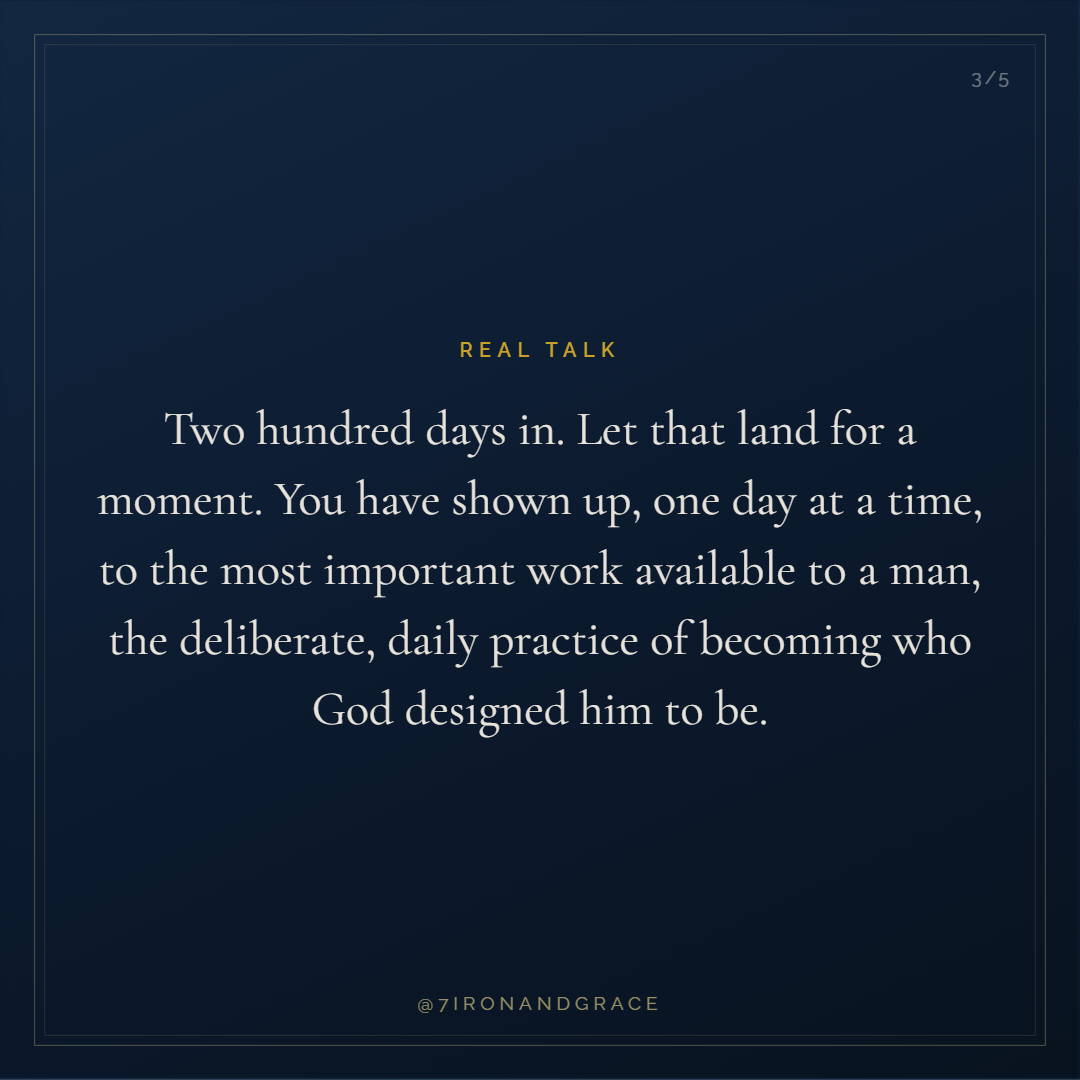 3/5
REAL TALK
Two hundred days in. Let that land for a
moment. You have shown up, one day at a time,
to the most important work available to a man,
the deliberate, daily practice of becoming who
God designed him to be.
@7IRONANDGRACE